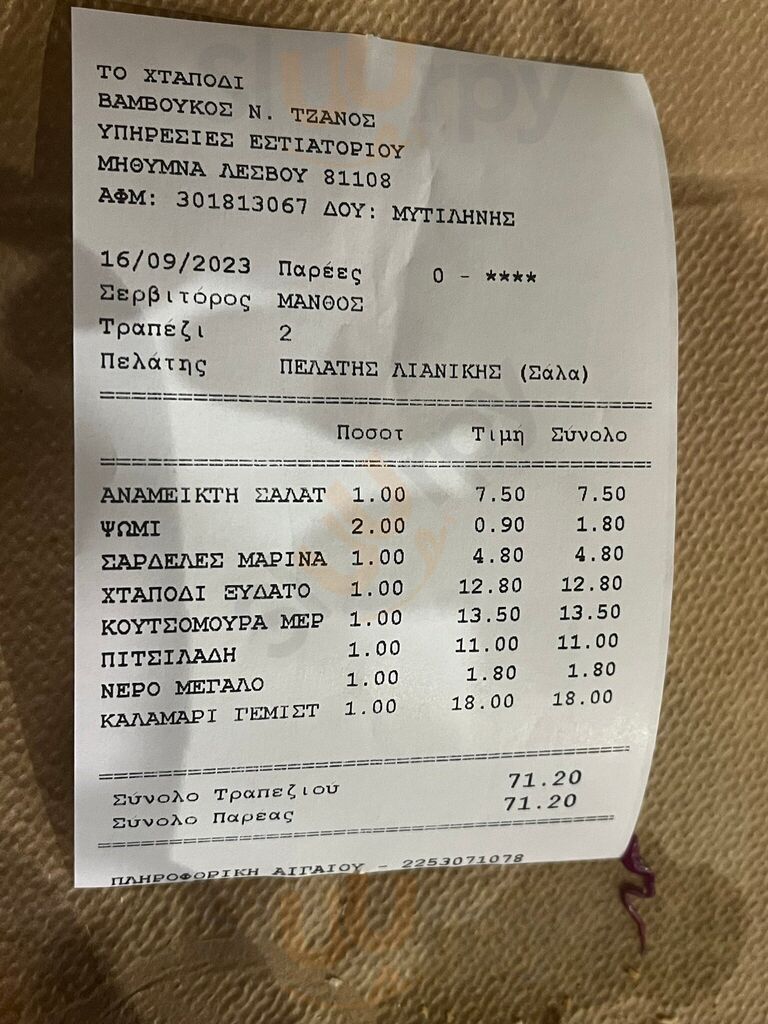 ΤΟ ΧΤΑΠΟΔΙ
ΒΑΜΒΟΥΚΟΣ Ν. ΤΖΑΝΟΣ
ΥΠΗΡΕΣΙΕΣ ΕΣΤΙΑΤΟΡΙΟΥ
ΜΗΘΥΜΝΑ ΛΕΣΒΟΥ 81108
ΑΦΜ: 301813067 ΔΟΥ: ΜΥΤΙΛΗΝΗΣ
16/09/2023 Παρέες 0 - ****
Σερβιτόρος ΜΑΝΘΟΣ
Τραπέζι 2
Πελάτης ΠΕΛΑΤΗΣ ΛΙΑΝΙΚΗΣ (Σάλα)
Ποσοτ Τιμή Σύνολο
ΑΝΑΜΕΙΚΤΗ ΣΑΛΑΤ 1.00 7.50 7.50
ΨΩΜΙ 2.00 0.90 1.80
ΣΑΡΔΕΛΕΣ ΜΑΡΙΝΑ 1.00 4.80 4.80
ΧΤΑΠΟΔΙ ΞΥΔΑΤΟ 1.00 12.80 12.80
ΚΟΥΤΣΟΜΟΥΡΑ ΜΕΡ 1.00 13.50 13.50
ΠΙΤΣΙΛΑΔΗ 1.00 11.00 11.00
ΝΕΡΟ ΜΕΓΑΛΟ 1.00 1.80 1.80
ΚΑΛΑΜΑΡΙ ΓΕΜΙΣΤ 1.00 18.00 18.00
Σύνολο Τραπεζιού 71.20
Σύνολο Παρέας 71.20
ΠΛΗΡΟΦΟΡΙΚΗ ΑΙΓΑΙΟΥ - 2253071078